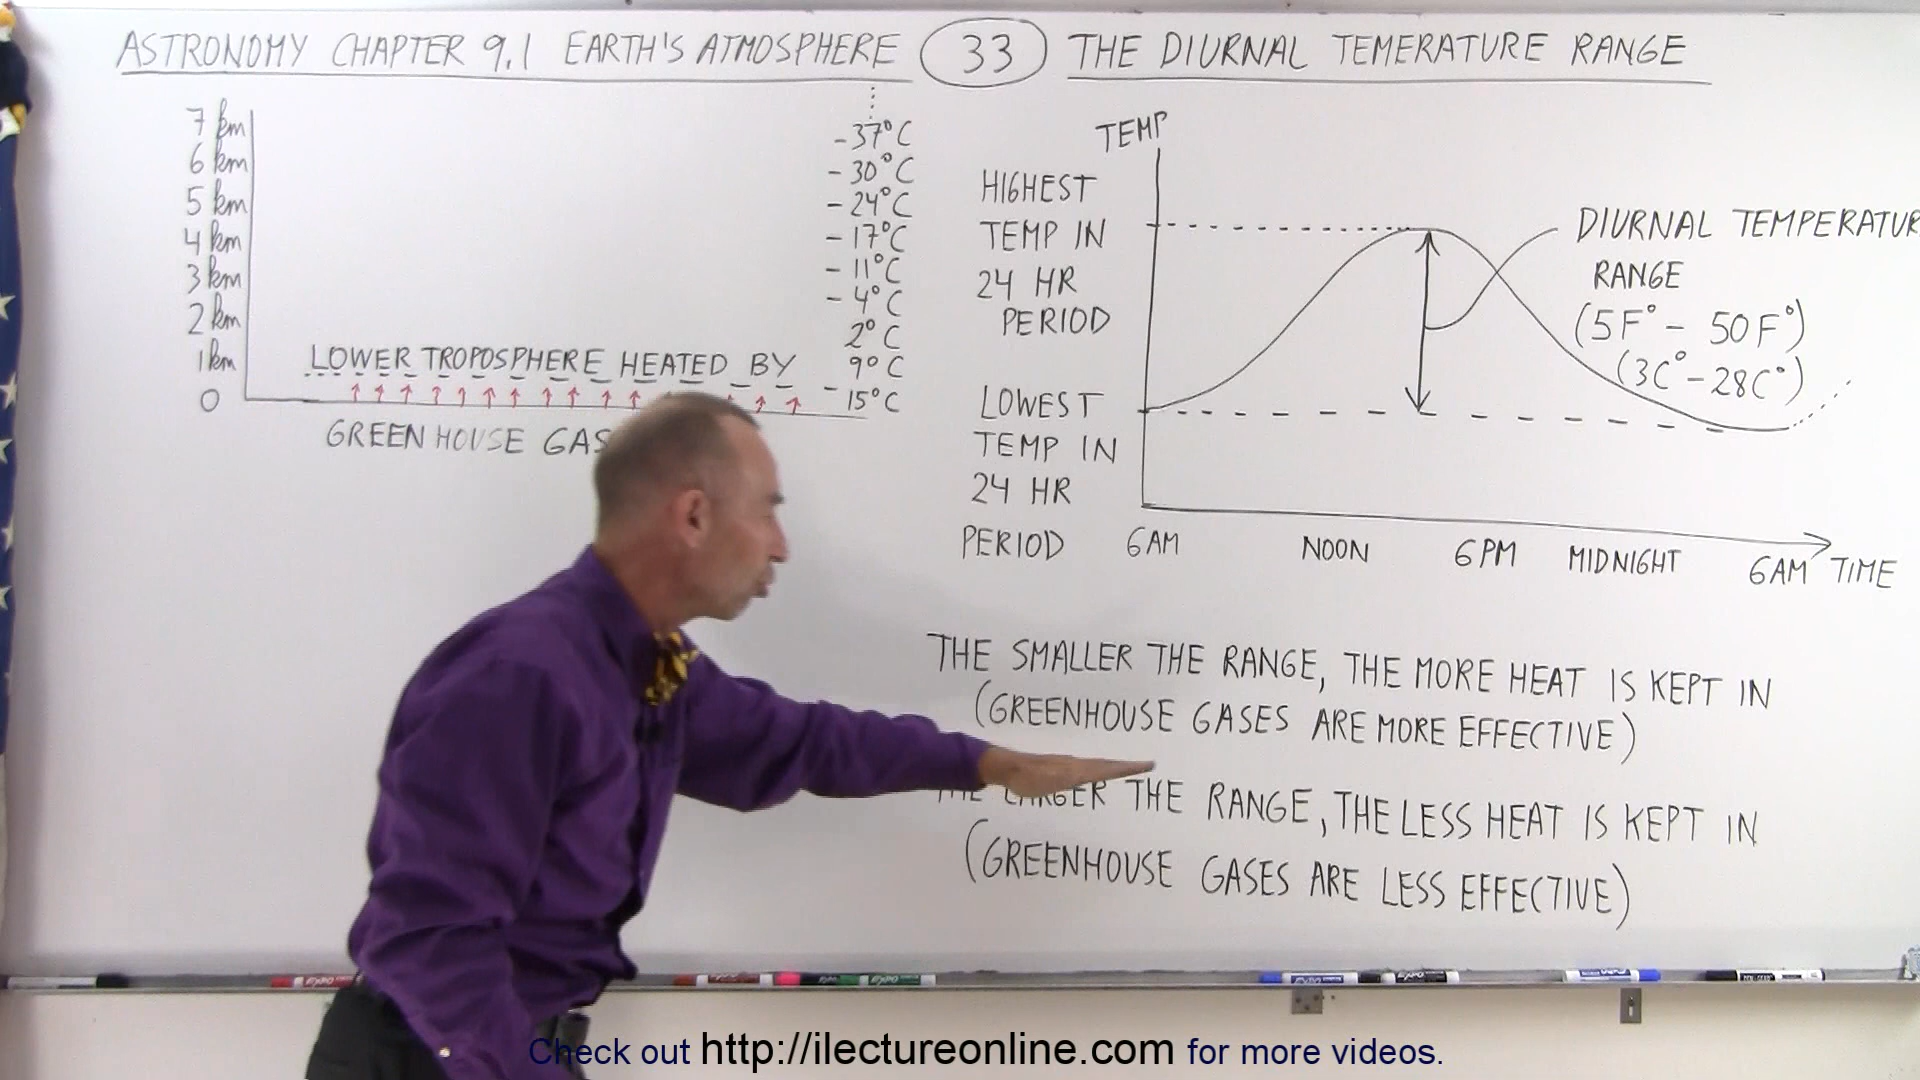 ASTRONOMY CHAPTER 9.1 EARTH'S ATMOSPHERE 33 THE DIURNAL TEMERATURE RANGE
7 km
6 km
5 km
4 km
3 km
2 km
1 km
0
-37°C
-30°C
-24°C
-17°C
-11°C
-4°C
2°C
9°C
15°C
LOWER TROPOSPHERE HEATED BY
GREENHOUSE GAS
TEMP
HIGHEST
TEMP IN
24 HR
PERIOD
LOWEST
TEMP IN
24 HR
PERIOD
DIURNAL TEMPERATUR
RANGE
(5F° - 50F°)
(3C° - 28C°)
6AM NOON 6PM MIDNIGHT 6AM TIME
THE SMALLER THE RANGE, THE MORE HEAT IS KEPT IN
(GREENHOUSE GASES ARE MORE EFFECTIVE)
THE LARGER THE RANGE, THE LESS HEAT IS KEPT IN
(GREENHOUSE GASES ARE LESS EFFECTIVE)
Check out http://ilectureonline.com for more videos.